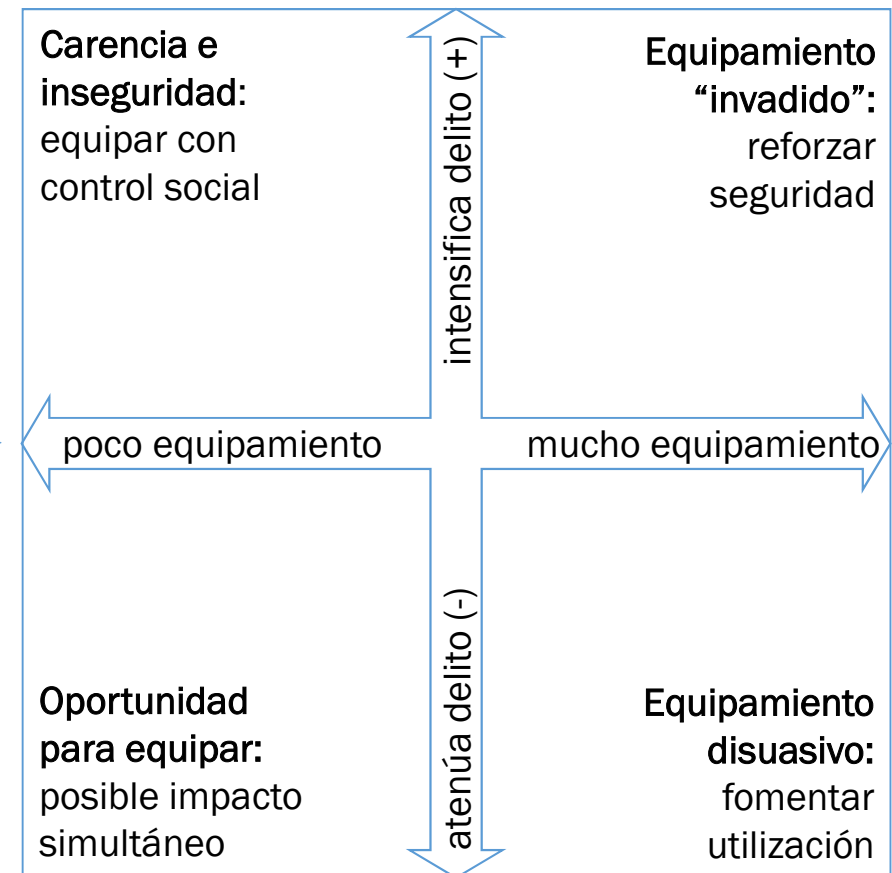 Carencia e
inseguridad:
equipar con
control social
intensifica delito (+)
Equipamiento
“invadido”:
reforzar
seguridad
poco equipamiento
mucho equipamiento
Oportunidad
para equipar:
posible impacto
simultáneo
atenúa delito (-)
Equipamiento
disuasivo:
fomentar
utilización